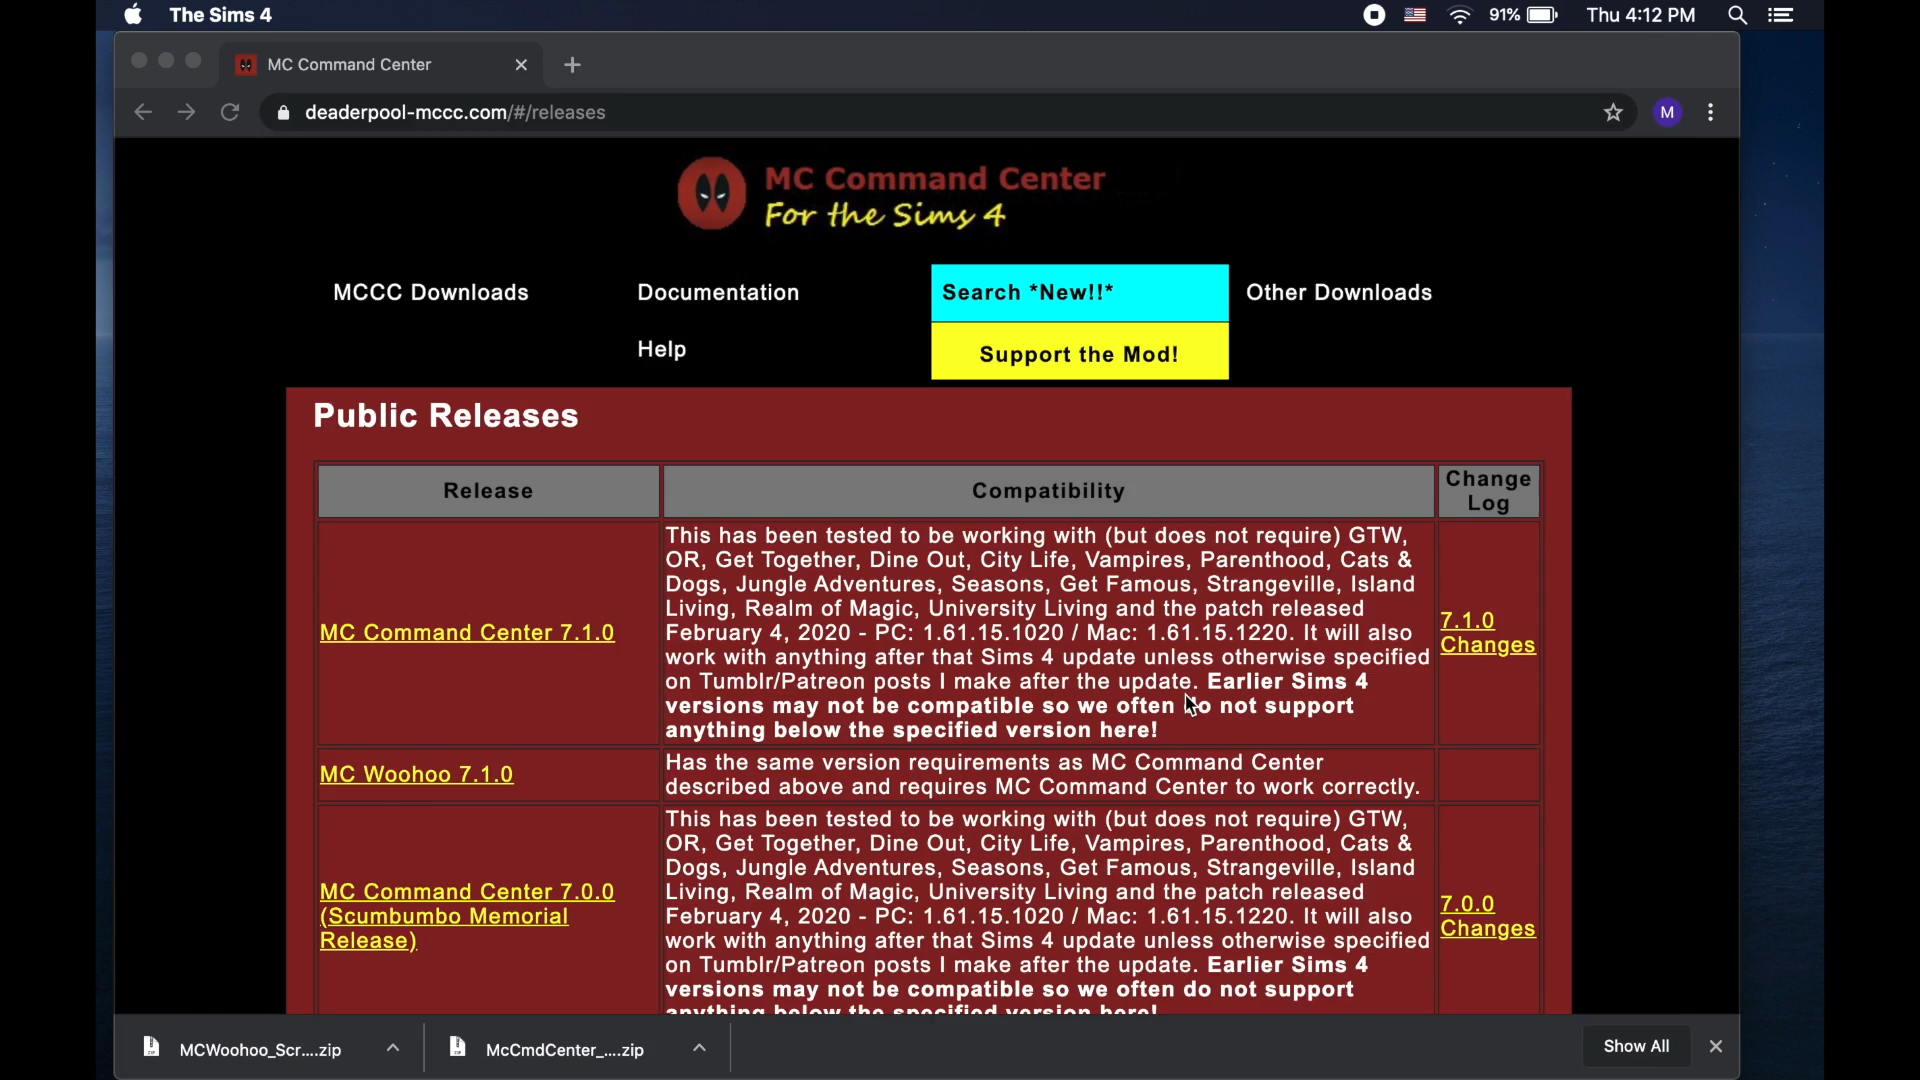 The Sims 4
91%
Thu 4:12 PM
MC Command Center
deaderpool-mccc.com/#/releases
M
MC Command Center
For the Sims 4
MCCC Downloads
Documentation
Search *New!!*
Other Downloads
Help
Support the Mod!
Public Releases
Release
Compatibility
Change
Log
MC Command Center 7.1.0
This has been tested to be working with (but does not require) GTW,
OR, Get Together, Dine Out, City Life, Vampires, Parenthood, Cats &
Dogs, Jungle Adventures, Seasons, Get Famous, Strangeville, Island
Living, Realm of Magic, University Living and the patch released
February 4, 2020 - PC: 1.61.15.1020 / Mac: 1.61.15.1220. It will also
work with anything after that Sims 4 update unless otherwise specified
on Tumblr/Patreon posts I make after the update. Earlier Sims 4
versions may not be compatible so we often do not support
anything below the specified version here!
7.1.0
Changes
MC Woohoo 7.1.0
Has the same version requirements as MC Command Center
described above and requires MC Command Center to work correctly.
MC Command Center 7.0.0
(Scumbumbo Memorial
Release)
This has been tested to be working with (but does not require) GTW,
OR, Get Together, Dine Out, City Life, Vampires, Parenthood, Cats &
Dogs, Jungle Adventures, Seasons, Get Famous, Strangeville, Island
Living, Realm of Magic, University Living and the patch released
February 4, 2020 - PC: 1.61.15.1020 / Mac: 1.61.15.1220. It will also
work with anything after that Sims 4 update unless otherwise specified
on Tumblr/Patreon posts I make after the update. Earlier Sims 4
versions may not be compatible so we often do not support
anything below the specified version here!
7.0.0
Changes
MCWoohoo_Scr....zip
McCmdCenter_....zip
Show All